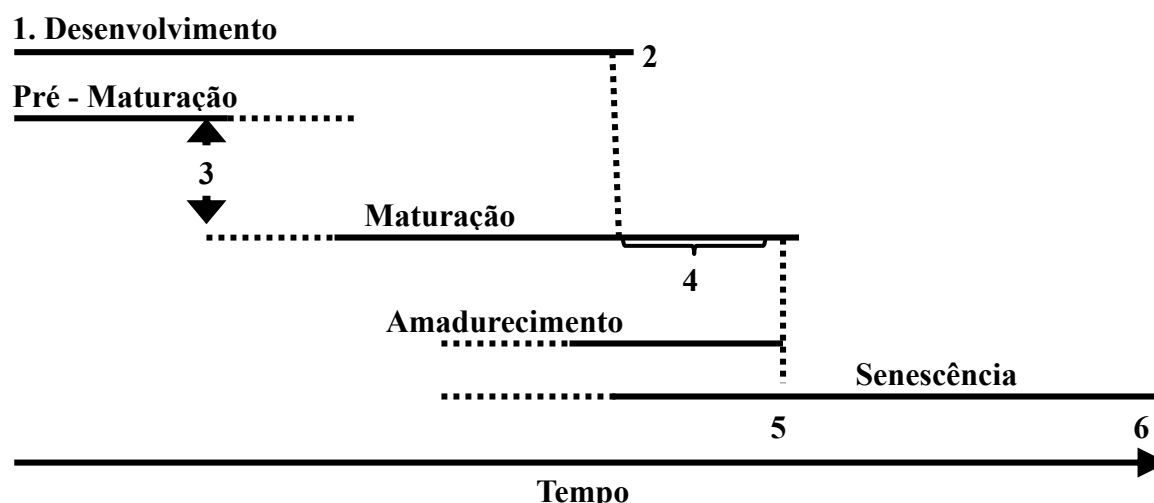 1. Desenvolvimento
2
Pré - Maturação
3
Maturação
4
Amadurecimento
Senescência
5
6
Tempo